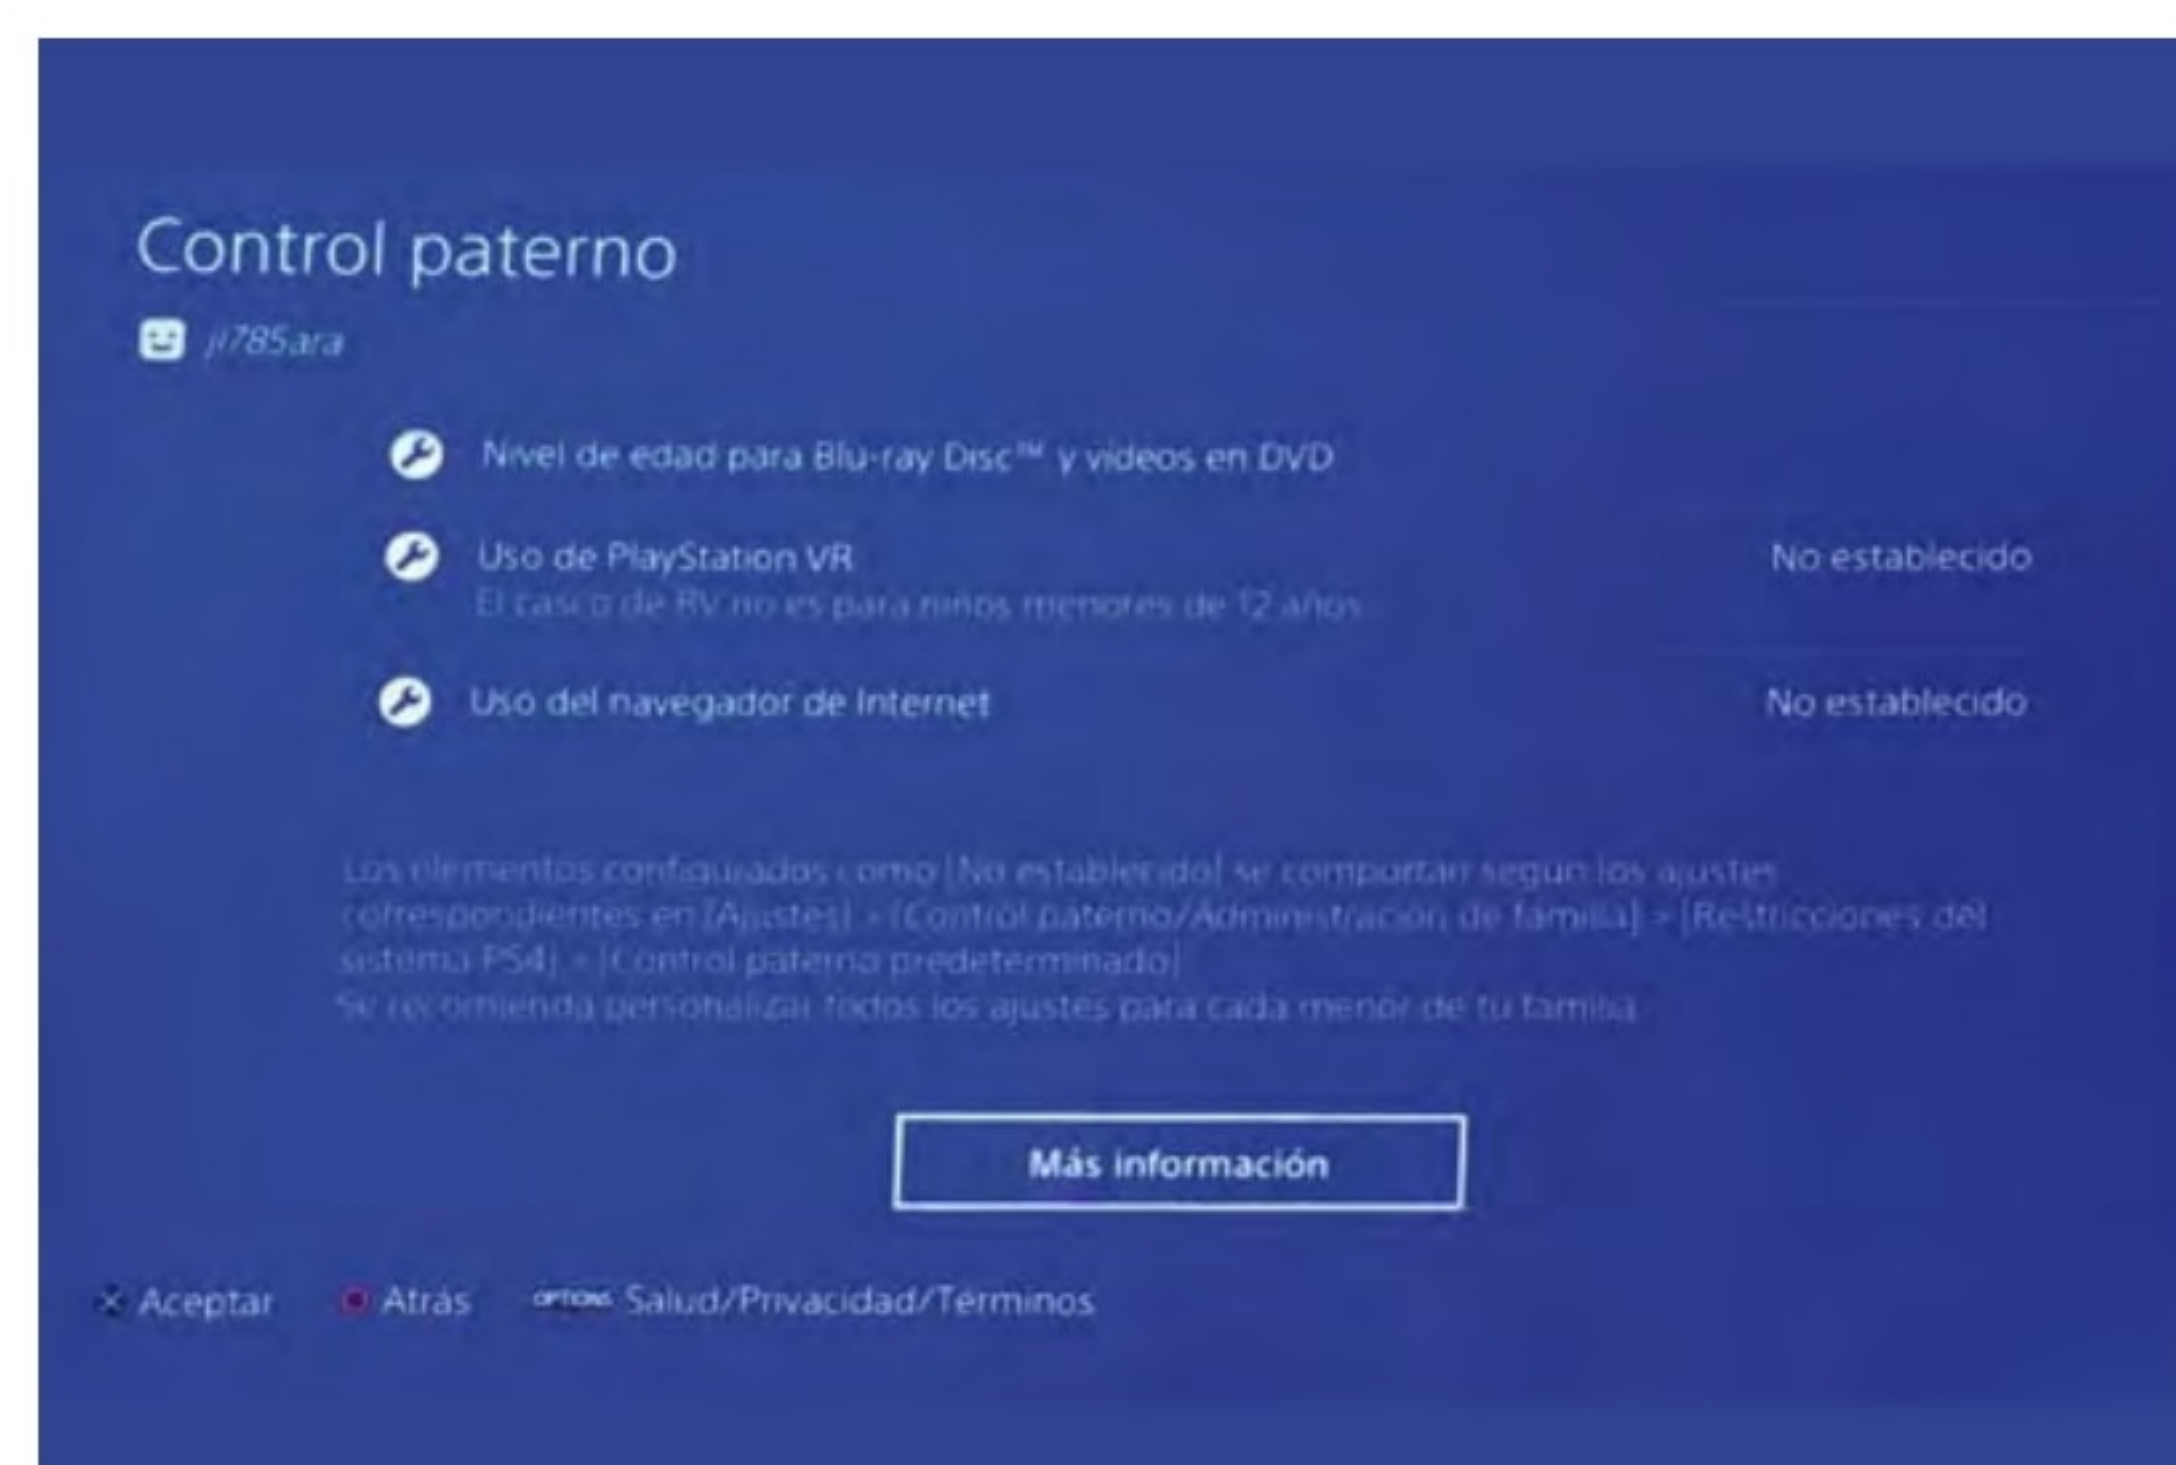 Control paterno
jl785ara
Nivel de edad para Blu-ray Disc™ y vídeos en DVD
Uso de PlayStation VR
No establecido
El casco de RV no es para niños menores de 12 años.
Uso del navegador de Internet
No establecido
Los elementos configurados como [No establecido] se comportan según los ajustes
correspondientes en [Ajustes] > [Control paterno/Administración de familia] > [Restricciones del
sistema PS4] > [Control paterno predeterminado].
Se recomienda personalizar todos los ajustes para cada menor de tu familia.
Más información
Aceptar
Atrás
OPTIONS Salud/Privacidad/Términos